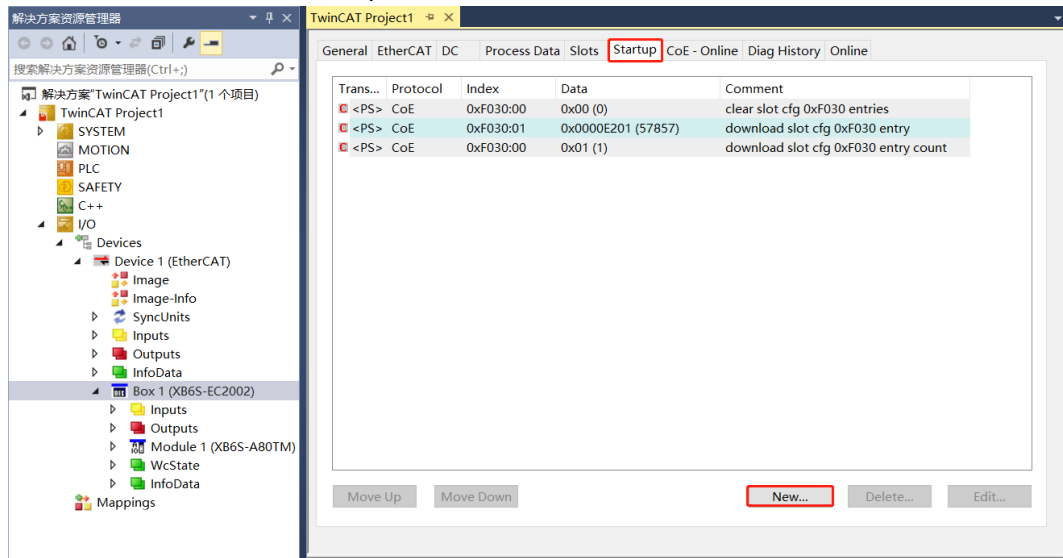 解决方案资源管理器
搜索解决方案资源管理器(Ctrl+;)
解决方案"TwinCAT Project1"(1 个项目)
TwinCAT Project1
SYSTEM
MOTION
PLC
SAFETY
C++
I/O
Devices
Device 1 (EtherCAT)
Image
Image-Info
SyncUnits
Inputs
Outputs
InfoData
Box 1 (XB6S-EC2002)
Inputs
Outputs
Module 1 (XB6S-A80TM)
WcState
InfoData
Mappings
TwinCAT Project1
General EtherCAT DC Process Data Slots Startup CoE - Online Diag History Online
Trans... Protocol Index Data Comment
C <PS> CoE 0xF030:00 0x00 (0) clear slot cfg 0xF030 entries
C <PS> CoE 0xF030:01 0x0000E201 (57857) download slot cfg 0xF030 entry
C <PS> CoE 0xF030:00 0x01 (1) download slot cfg 0xF030 entry count
Move Up Move Down New... Delete... Edit...